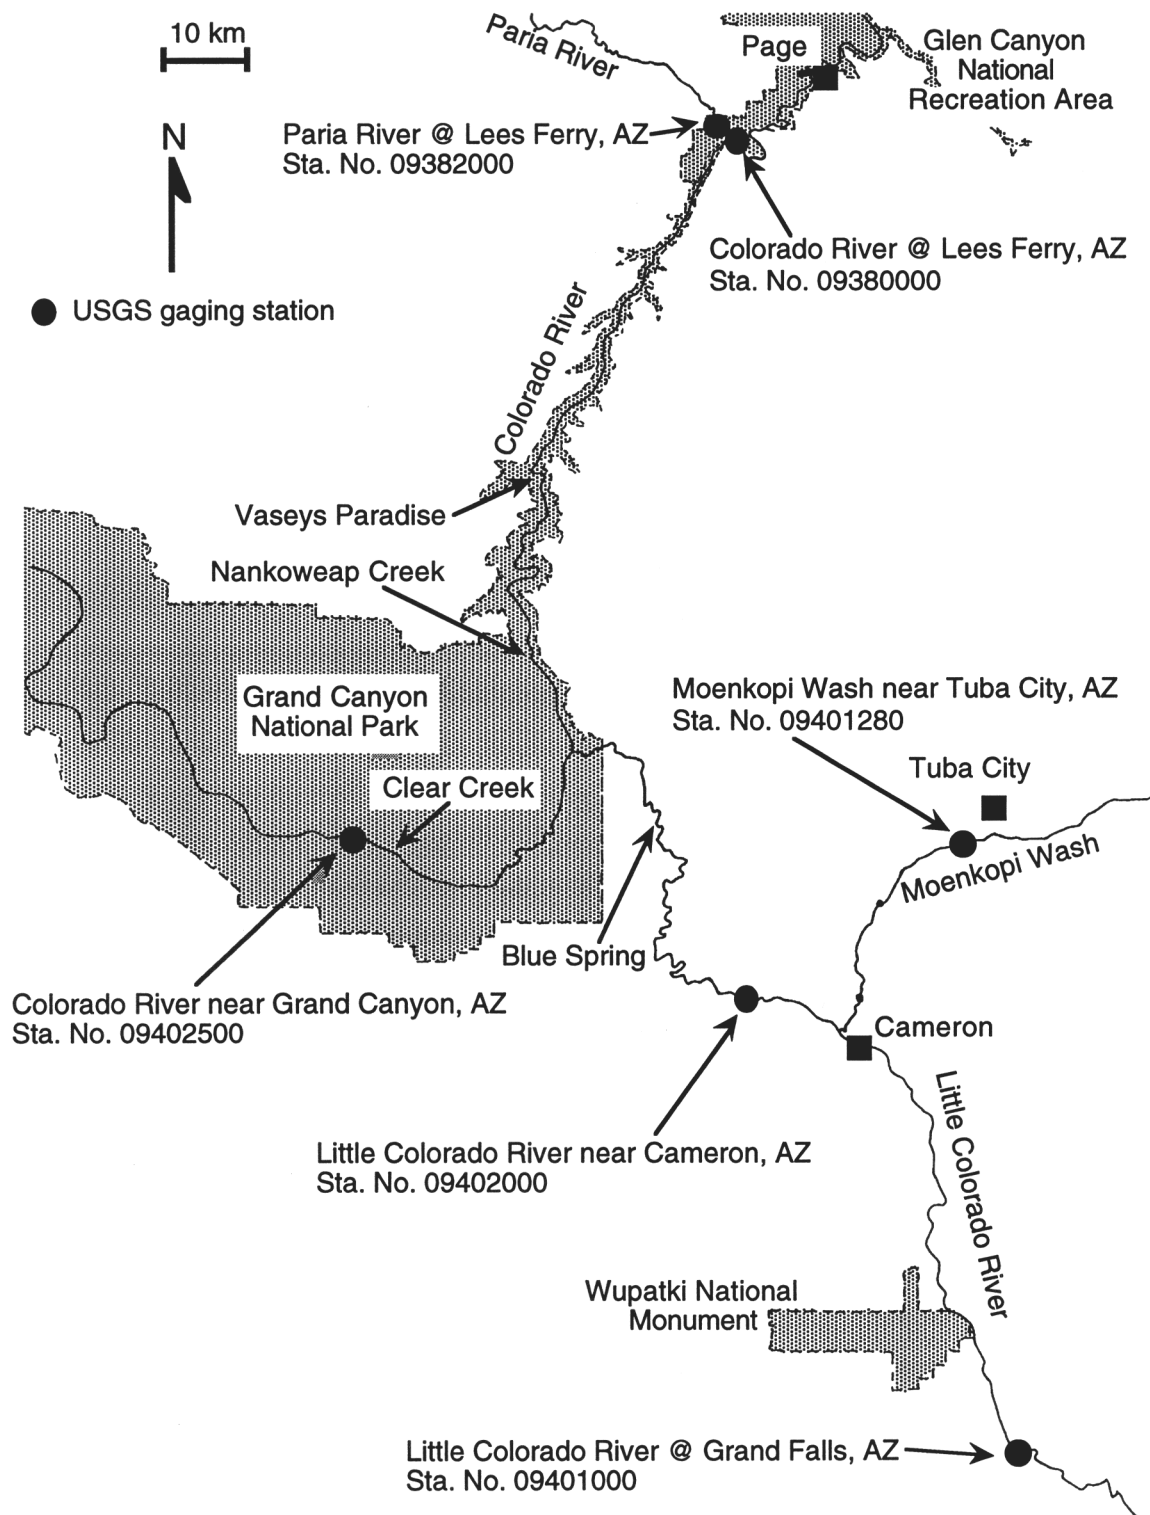 10 km
N
USGS gaging station
Paria River
Page
Glen Canyon
National
Recreation Area
Paria River @ Lees Ferry, AZ
Sta. No. 09382000
Colorado River @ Lees Ferry, AZ
Sta. No. 09380000
Colorado River
Vaseys Paradise
Nankoweap Creek
Grand Canyon
National Park
Clear Creek
Moenkopi Wash near Tuba City, AZ
Sta. No. 09401280
Tuba City
Moenkopi Wash
Blue Spring
Colorado River near Grand Canyon, AZ
Sta. No. 09402500
Cameron
Little Colorado River
Little Colorado River near Cameron, AZ
Sta. No. 09402000
Wupatki National
Monument
Little Colorado River @ Grand Falls, AZ
Sta. No. 09401000